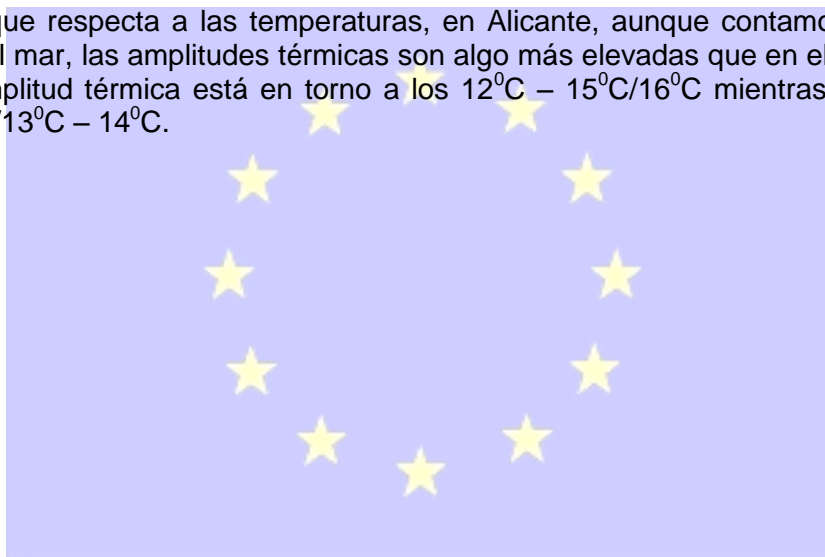 que respecta a las temperaturas, en Alicante, aunque contamo
l mar, las amplitudes térmicas son algo más elevadas que en el
plitud térmica está en torno a los 12⁰C – 15⁰C/16⁰C mientras
/13⁰C – 14⁰C.